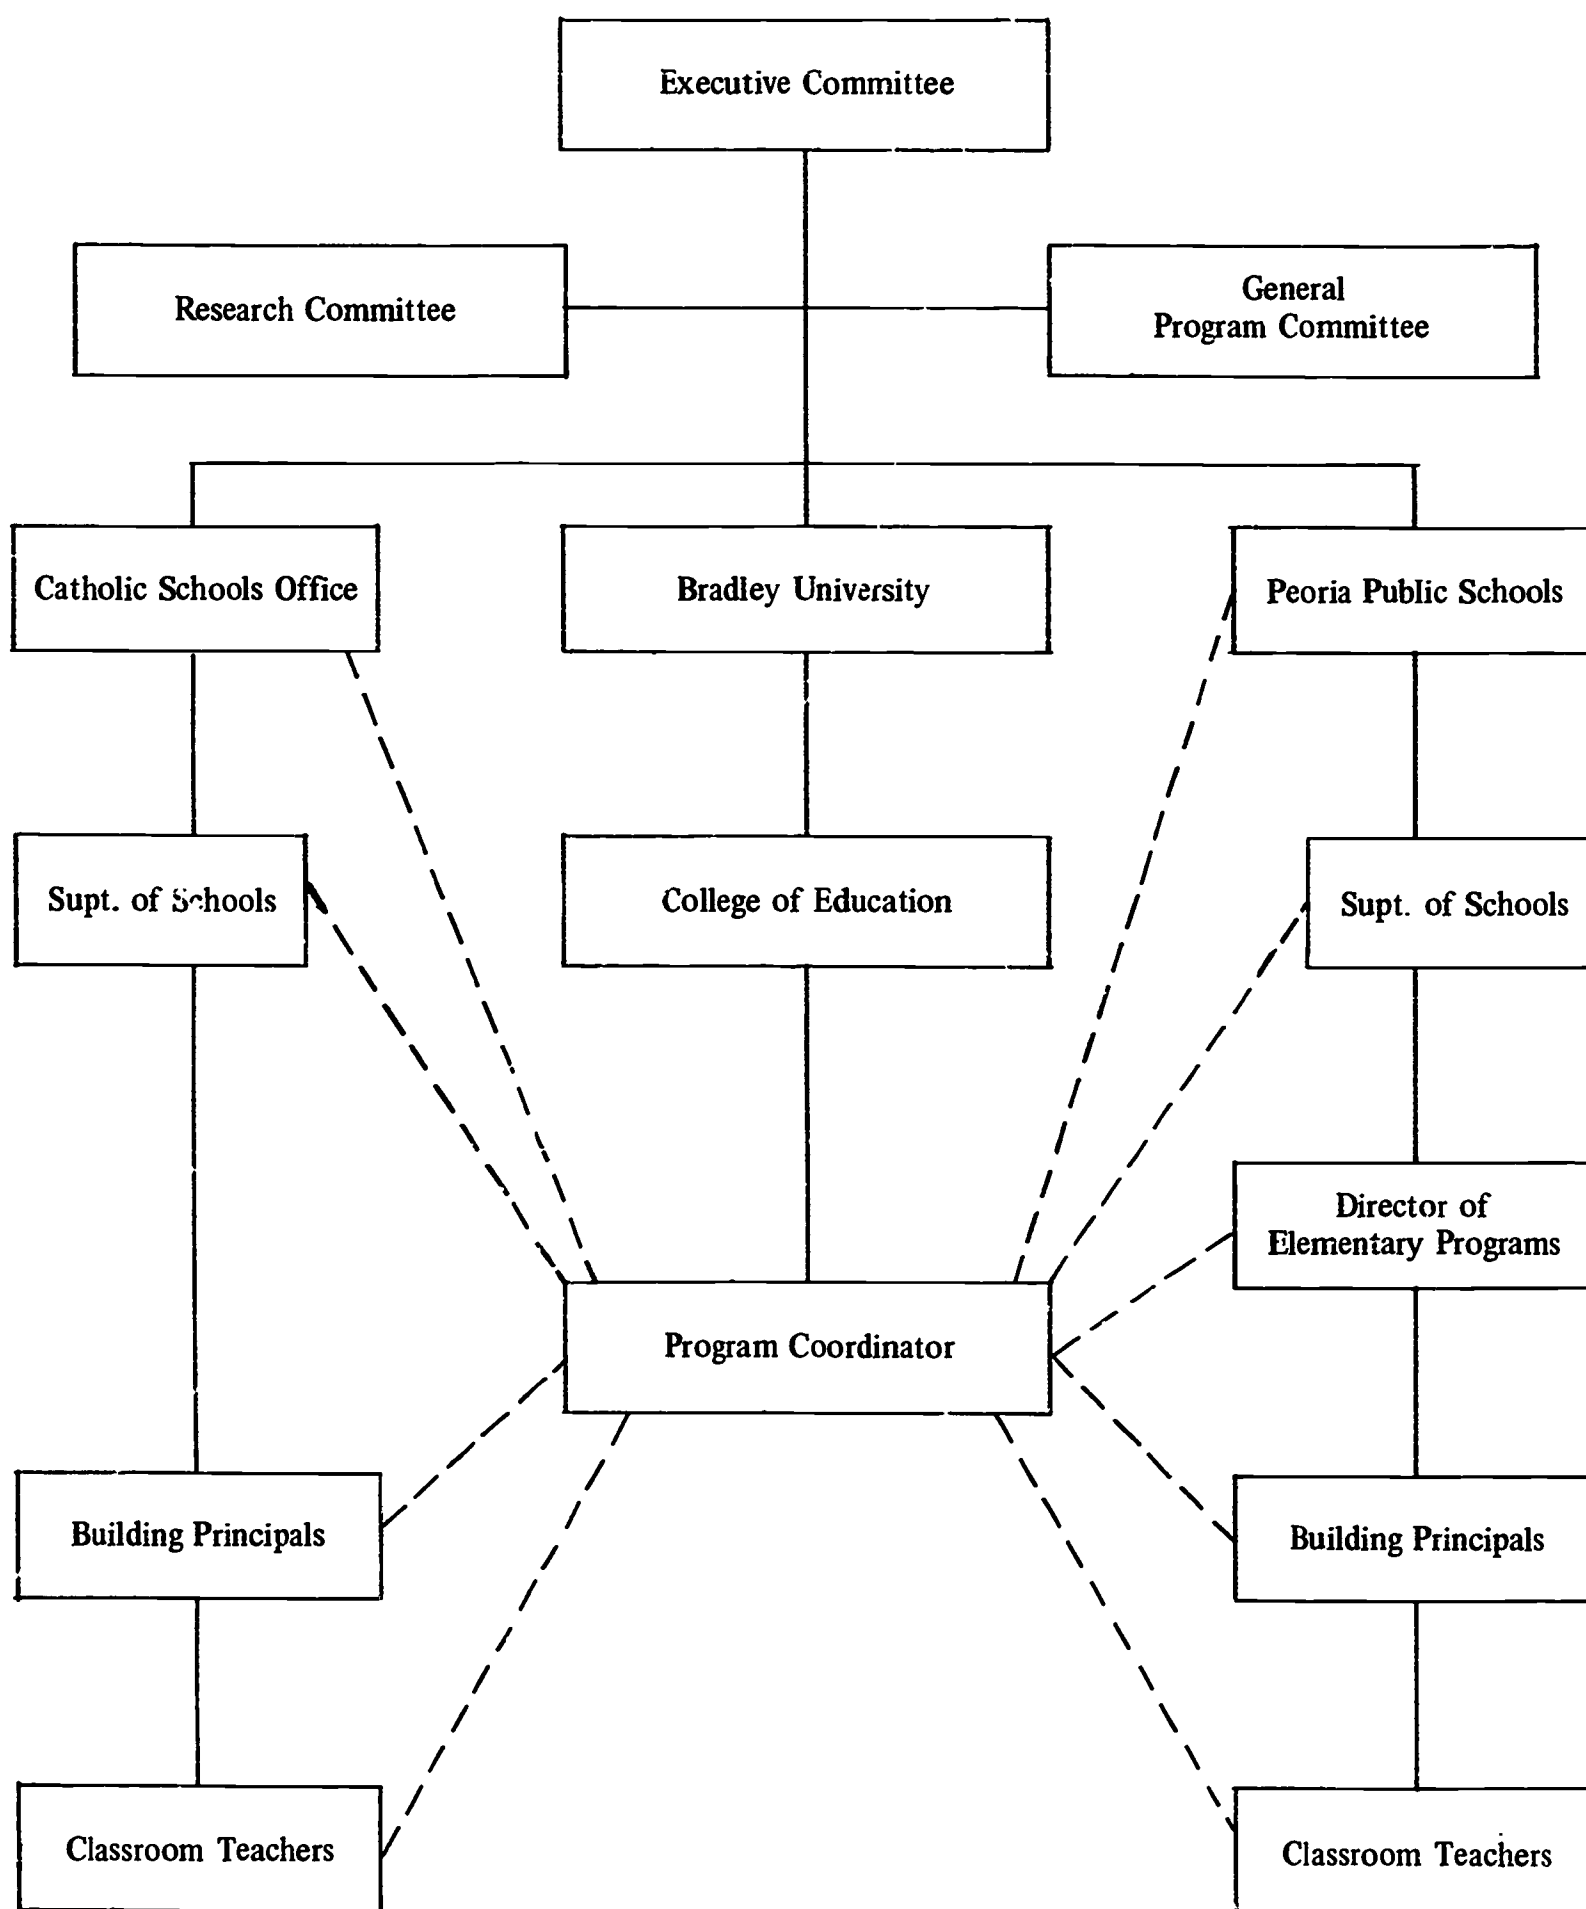 Executive Committee
Research Committee
General
Program Committee
Catholic Schools Office
Bradley University
Peoria Public Schools
Supt. of Schools
College of Education
Supt. of Schools
Director of
Elementary Programs
Program Coordinator
Building Principals
Building Principals
Classroom Teachers
Classroom Teachers